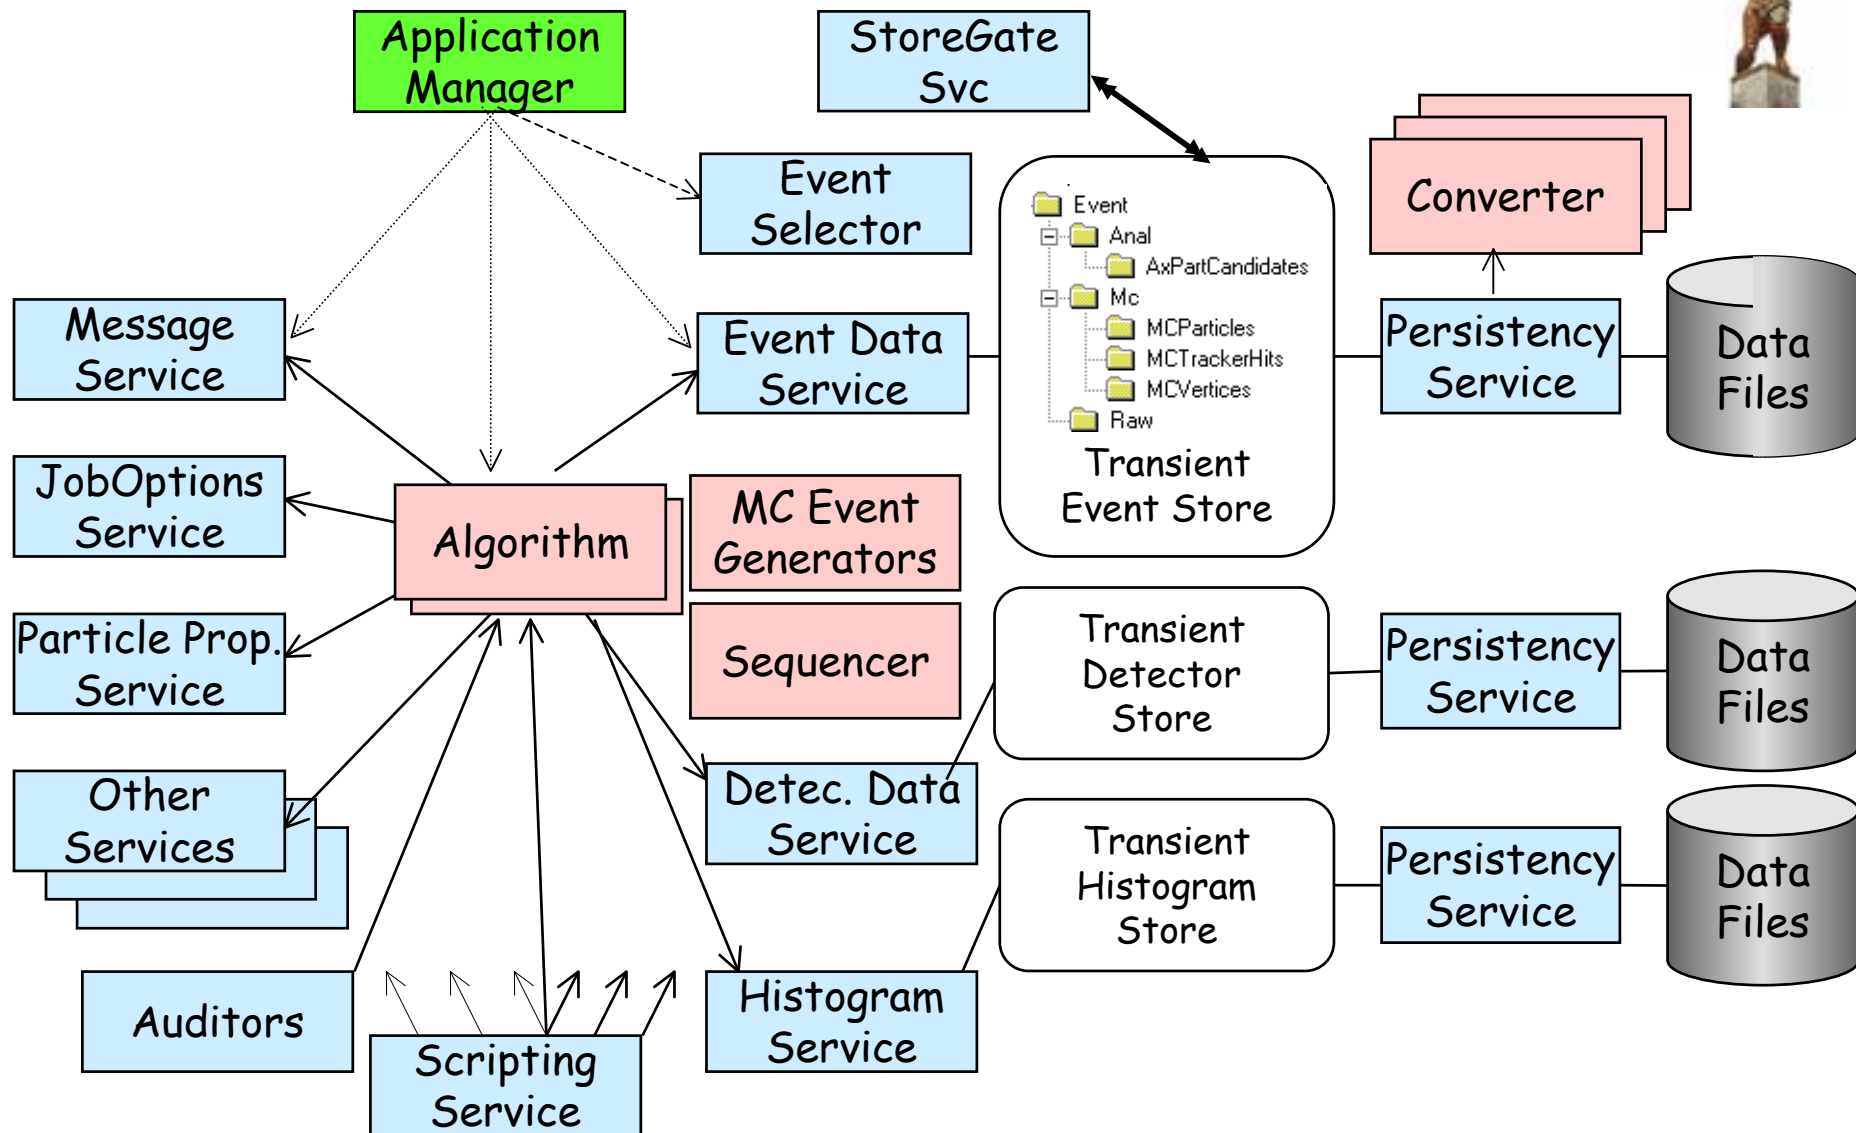 Application
Manager
StoreGate
Svc
Event
Selector
Event
Anal
AxPartCandidates
Mc
MCParticles
MCTrackerHits
MCVertices
Raw
Transient
Event Store
Converter
Message
Service
Event Data
Service
Persistency
Service
Data
Files
JobOptions
Service
Algorithm
MC Event
Generators
Particle Prop.
Service
Sequencer
Transient
Detector
Store
Persistency
Service
Data
Files
Other
Services
Detec. Data
Service
Transient
Histogram
Store
Persistency
Service
Data
Files
Auditors
Scripting
Service
Histogram
Service